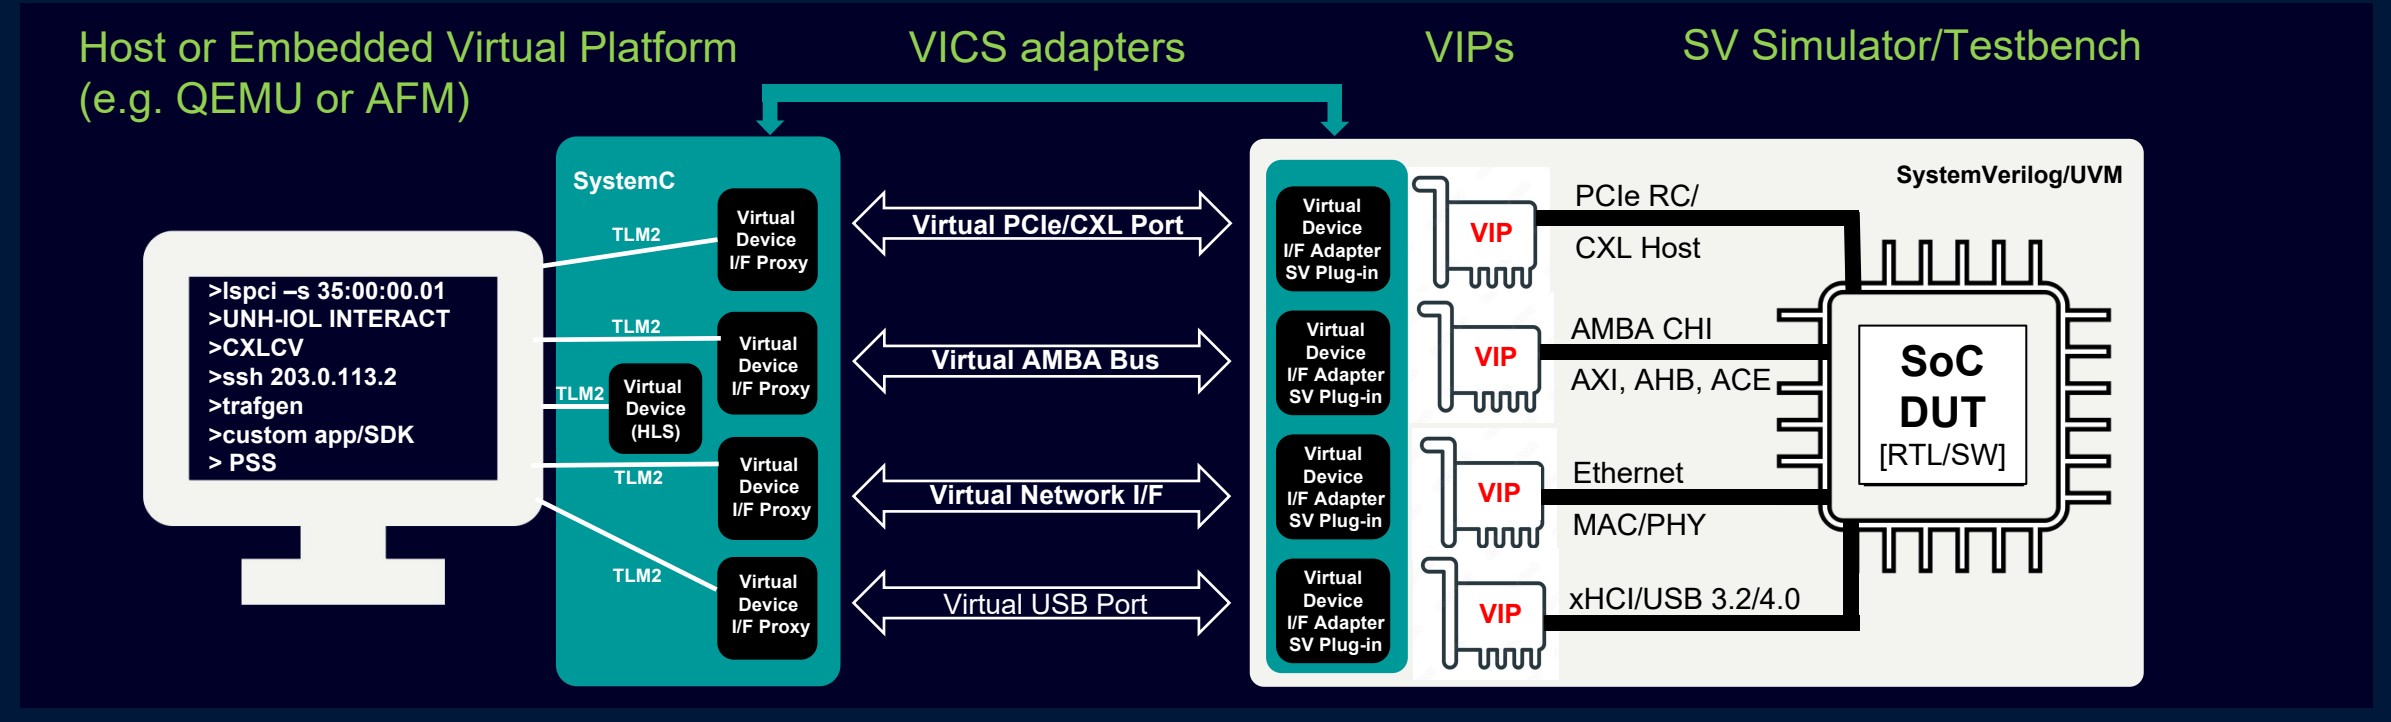 Host or Embedded Virtual Platform
(e.g. QEMU or AFM)
VICS adapters
VIPs
SV Simulator/Testbench
>lspci –s 35:00:00.01
>UNH-IOL INTERACT
>CXLCV
>ssh 203.0.113.2
>trafgen
>custom app/SDK
> PSS
SystemC
TLM2
Virtual
Device
I/F Proxy
TLM2
Virtual
Device
I/F Proxy
TLM2
Virtual
Device
(HLS)
TLM2
Virtual
Device
I/F Proxy
TLM2
Virtual
Device
I/F Proxy
Virtual PCIe/CXL Port
Virtual AMBA Bus
Virtual Network I/F
Virtual USB Port
SystemVerilog/UVM
Virtual
Device
I/F Adapter
SV Plug-in
VIP
PCIe RC/
CXL Host
Virtual
Device
I/F Adapter
SV Plug-in
VIP
AMBA CHI
AXI, AHB, ACE
Virtual
Device
I/F Adapter
SV Plug-in
VIP
Ethernet
MAC/PHY
Virtual
Device
I/F Adapter
SV Plug-in
VIP
xHCI/USB 3.2/4.0
SoC
DUT
[RTL/SW]